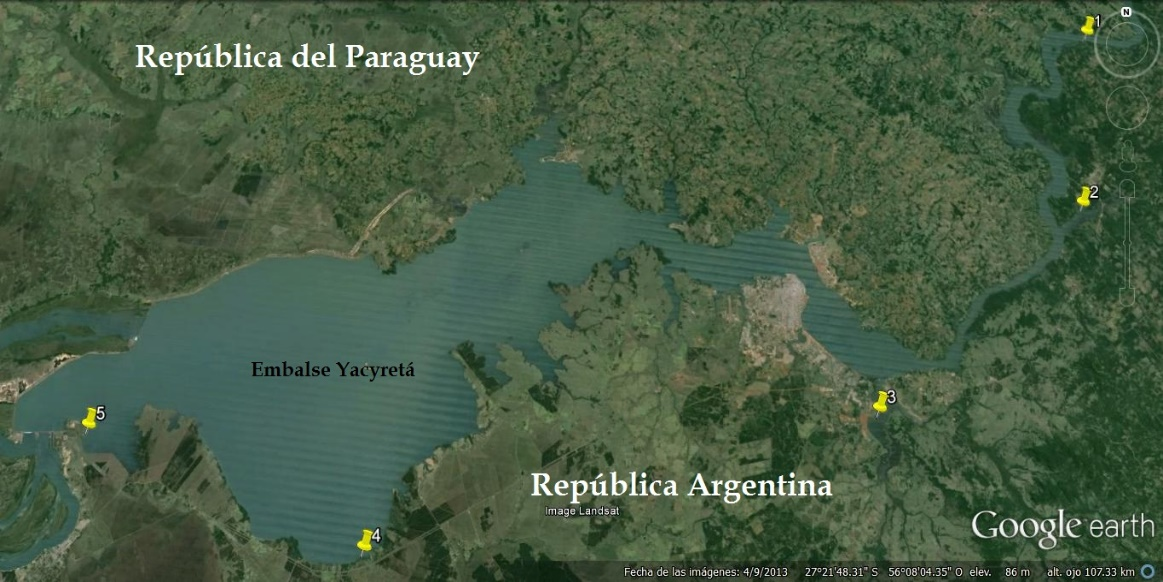 República del Paraguay
N
1
2
Embalse Yacyretá
3
5
República Argentina
Image Landsat
4
Google earth
Fecha de las imágenes: 4/9/2013 27°21'48.31" S 56°08'04.35" O elev. 86 m alt. ojo 107.33 km